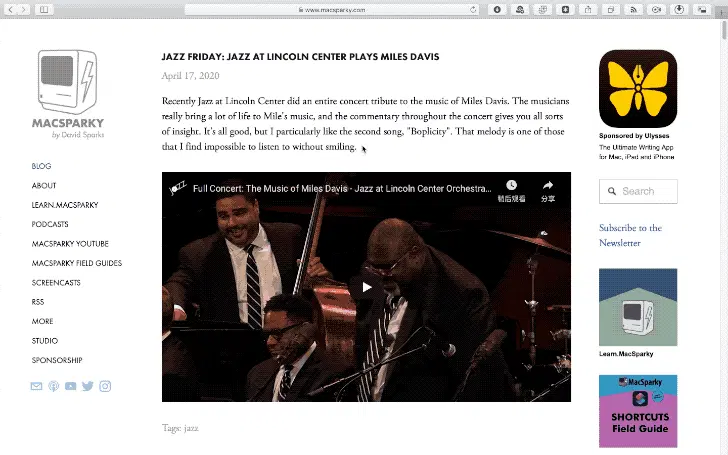 www.macsparky.com
MACSPARKY
by David Sparks
BLOG
ABOUT
LEARN.MACSPARKY
PODCASTS
MACSPARKY YOUTUBE
MACSPARKY FIELD GUIDES
SCREENCASTS
RSS
MORE
STUDIO
SPONSORSHIP
JAZZ FRIDAY: JAZZ AT LINCOLN CENTER PLAYS MILES DAVIS
April 17, 2020
Recently Jazz at Lincoln Center did an entire concert tribute to the music of Miles Davis. The musicians
really bring a lot of life to Mile's music, and the commentary throughout the concert gives you all sorts
of insight. It's all good, but I particularly like the second song, "Boplicity". That melody is one of those
that I find impossible to listen to without smiling.
Full Concert: The Music of Miles Davis - Jazz at Lincoln Center Orchestra...
稍后观看
分享
Tags: jazz
Sponsored by Ulysses
The Ultimate Writing App
for Mac, iPad and iPhone
Search
Subscribe to the
Newsletter
Learn.MacSparky
MacSparky
SHORTCUTS
Field Guide